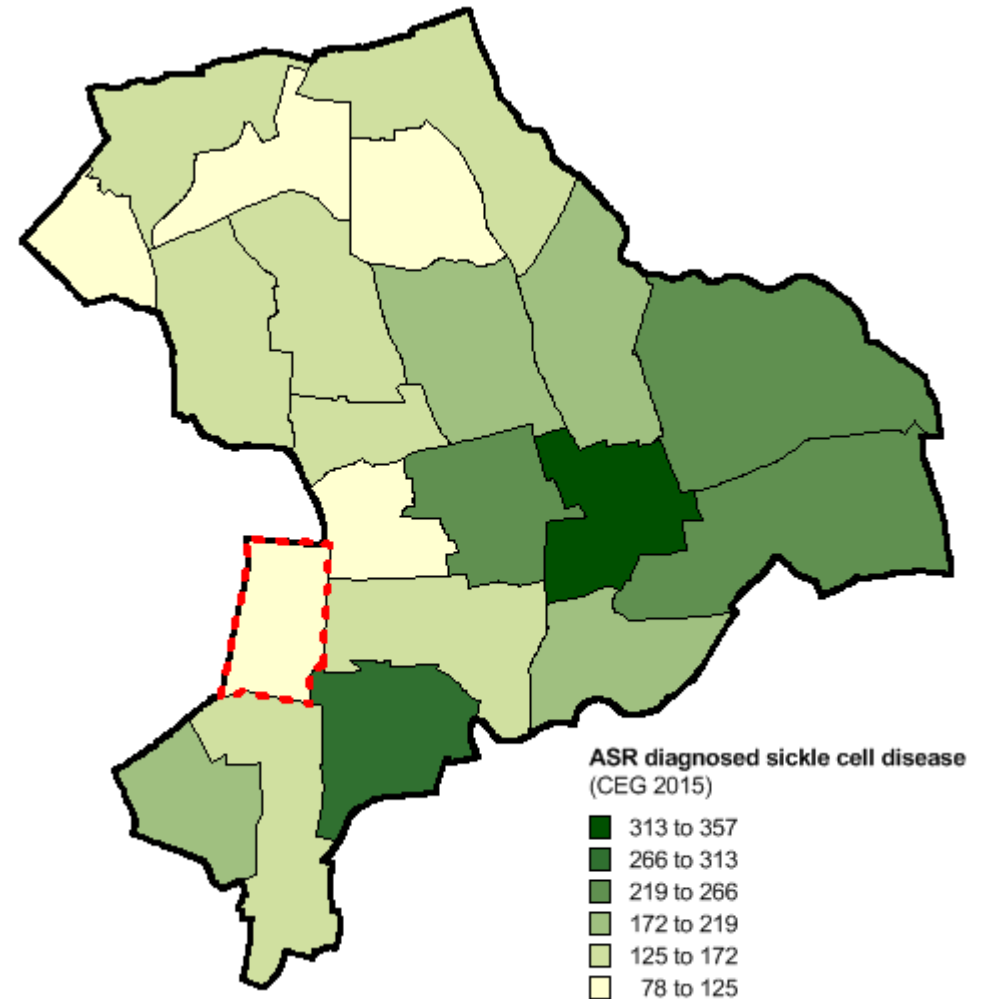 ASR diagnosed sickle cell disease
(CEG 2015)
313 to 357
266 to 313
219 to 266
172 to 219
125 to 172
78 to 125